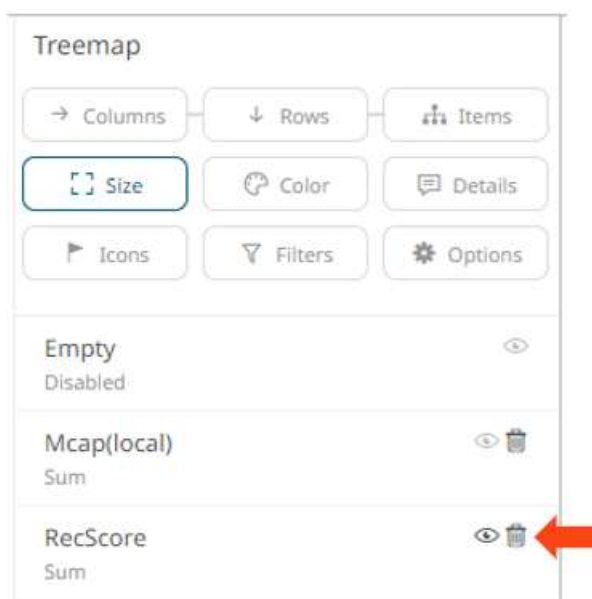 Treemap
Columns Rows Items
Size Color Details
Icons Filters Options
Empty
Disabled
Mcap(local)
Sum
RecScore
Sum